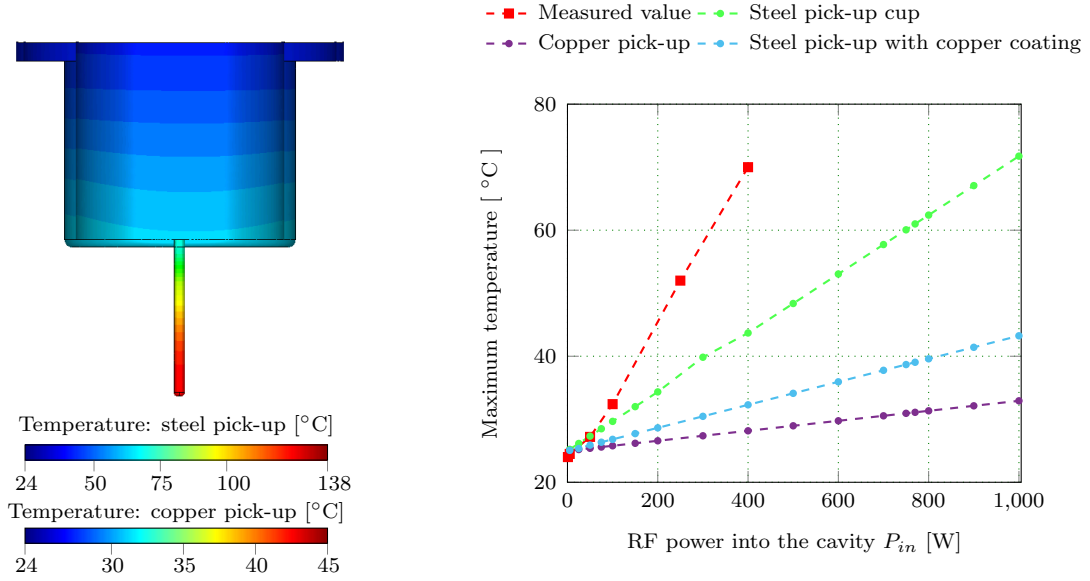 Temperature: steel pick-up [°C]
24 50 75 100 138
Temperature: copper pick-up [°C]
24 30 35 40 45
Measured value
Steel pick-up cup
Copper pick-up
Steel pick-up with copper coating
Maximum temperature [ °C ]
80
60
40
20
0 200 400 600 800 1,000
RF power into the cavity P_in [W]